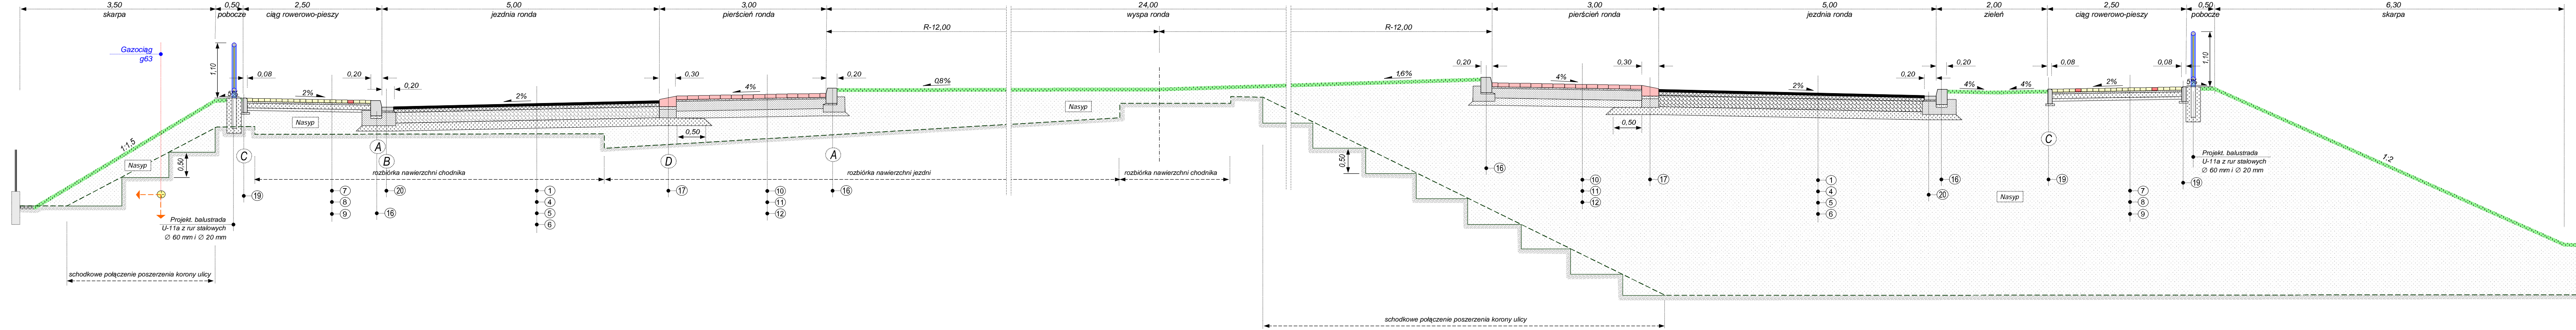 3,50 0,50 2,50 5,00 3,00 24,00 3,00 5,00 2,00 2,50 0,50 6,30
skarpa pobocze ciąg rowerowo-pieszy jezdnia ronda pierścień ronda wyspa ronda pierścień ronda jezdnia ronda zieleń ciąg rowerowo-pieszy pobocze skarpa
R-12,00 R-12,00
Gazociąg
g63
1,10 0,08 0,20 0,20 0,30 0,20 0,20 0,30 0,20 0,20 0,08 0,08 1,10
5% 2% 2% 4% 0,8% 1,6% 4% 2% 4% 4% 2% 5%
Nasyp Nasyp
1:1.5 0,50 0,50 1:2
Nasyp
0,50 0,50
C A B D A C
rozbiórka nawierzchni chodnika rozbiórka nawierzchni jezdni rozbiórka nawierzchni chodnika
16 17 10 11 12
Projekt. balustrada
U-11a z rur stalowych
∅ 60 mm i ∅ 20 mm
19 7 8 9 20 16 1 4 5 6 17 10 11 12 16
1 4 5 6 16 20 19 7 8 9 19
Nasyp
Projekt. balustrada
U-11a z rur stalowych
∅ 60 mm i ∅ 20 mm
schodkowe połączenie poszerzenia korony ulicy
schodkowe połączenie poszerzenia korony ulicy